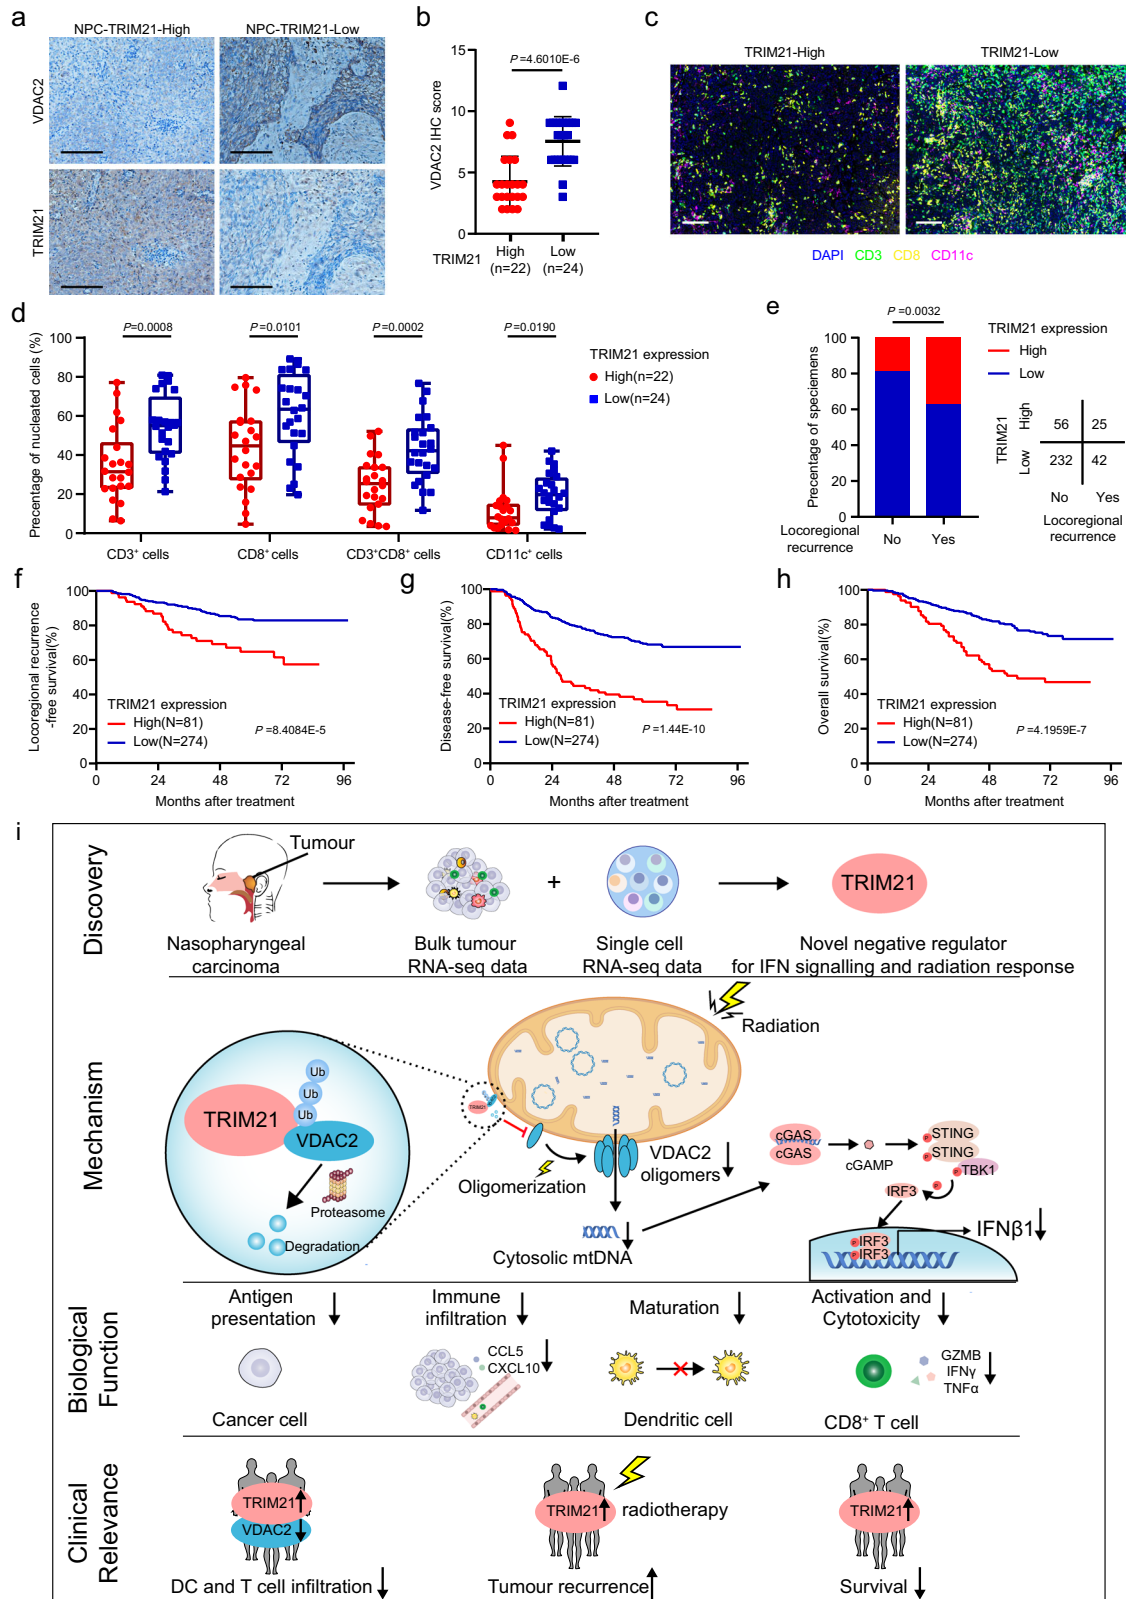 a
NPC-TRIM21-High
NPC-TRIM21-Low
VDAC2
TRIM21
b
P=4.6010E-6
VDAC2 IHC score
15
10
5
0
TRIM21
High
(n=22)
Low
(n=24)
c
TRIM21-High
TRIM21-Low
DAPI CD3 CD8 CD11c
d
Precentage of nucleated cells (%)
100
80
60
40
20
0
P=0.0008
P=0.0101
P=0.0002
P=0.0190
CD3⁺ cells
CD8⁺ cells
CD3⁺CD8⁺ cells
CD11c⁺ cells
TRIM21 expression
High(n=22)
Low(n=24)
e
P=0.0032
Precentage of speciemens
100
80
60
40
20
0
Locoregional
recurrence
No
Yes
TRIM21 expression
High
Low
TRIM21
High
Low
56
25
232
42
No
Yes
Locoregional
recurrence
f
Locoregional recurrence
-free survival(%)
100
80
60
40
20
0
TRIM21 expression
High(N=81)
Low(N=274)
P=8.4084E-5
0
24
48
72
96
Months after treatment
g
Disease-free survival(%)
100
80
60
40
20
0
TRIM21 expression
High(N=81)
Low(N=274)
P=1.44E-10
0
24
48
72
96
Months after treatment
h
Overall survival(%)
100
80
60
40
20
0
TRIM21 expression
High(N=81)
Low(N=274)
P=4.1959E-7
0
24
48
72
96
Months after treatment
i
Discovery
Tumour
Nasopharyngeal
carcinoma
Bulk tumour
RNA-seq data
+
Single cell
RNA-seq data
TRIM21
Novel negative regulator
for IFN signalling and radiation response
Mechanism
Ub
Ub
Ub
TRIM21
VDAC2
Proteasome
Degradation
TRIM21
Radiation
Oligomerization
VDAC2
oligomers
Cytosolic mtDNA
cGAS
cGAS
cGAMP
P
STING
P
STING
P
TBK1
P
IRF3
P
IRF3
P
IRF3
IFNβ1
Biological
Function
Antigen
presentation
Cancer cell
Immune
infiltration
CCL5
CXCL10
Maturation
Dendritic cell
Activation and
Cytotoxicity
GZMB
IFNγ
TNFα
CD8⁺ T cell
Clinical
Relevance
TRIM21
VDAC2
DC and T cell infiltration
TRIM21
radiotherapy
Tumour recurrence
TRIM21
Survival